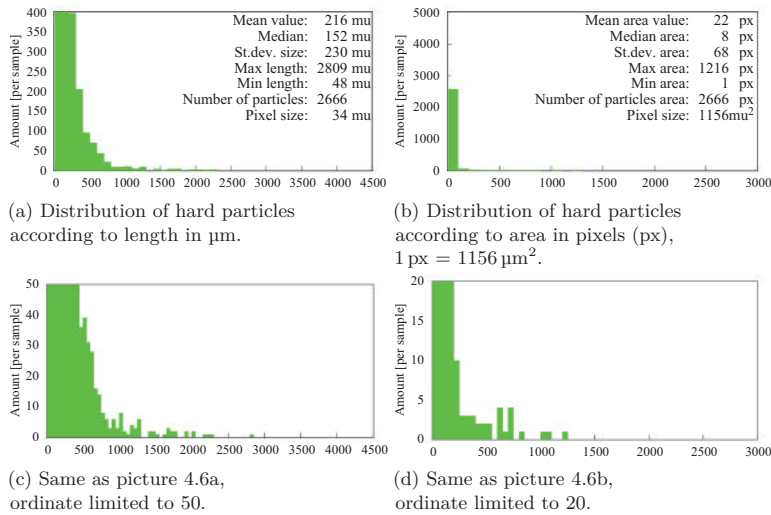 Amount [per sample]
400
350
300
250
200
150
100
50
0
0 500 1000 1500 2000 2500 3000 3500 4000 4500
Mean value: 216 mu
Median: 152 mu
St.dev. size: 230 mu
Max length: 2809 mu
Min length: 48 mu
Number of particles: 2666
Pixel size: 34 mu
(a) Distribution of hard particles
according to length in µm.
Amount [per sample]
5000
4000
3000
2000
1000
0
0 500 1000 1500 2000 2500 3000
Mean area value: 22 px
Median area: 8 px
St.dev. area: 68 px
Max area: 1216 px
Min area: 1 px
Number of particles area: 2666 px
Pixel size: 1156mu²
(b) Distribution of hard particles
according to area in pixels (px),
1 px = 1156 µm².
Amount [per sample]
50
40
30
20
10
0
0 500 1000 1500 2000 2500 3000 3500 4000 4500
(c) Same as picture 4.6a,
ordinate limited to 50.
Amount [per sample]
20
15
10
5
0
0 500 1000 1500 2000 2500 3000
(d) Same as picture 4.6b,
ordinate limited to 20.